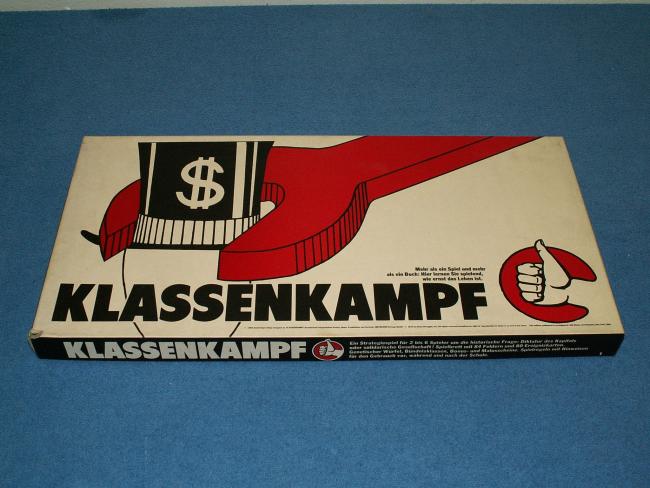 $
Mehr als ein Spiel und mehr
als ein Buch: Hier lernen Sie spielend,
wie ernst das Leben ist.
KLASSENKAMPF
KLASSENKAMPF
Ein Strategiespiel für 2 bis 6 Spieler um die historische Frage: Diktatur des Kapitals
oder solidarische Gesellschaft! Spielbrett mit 84 Feldern und 80 Ereigniskarten.
Genetischer Würfel, Bündnisklassen, Bonus- und Malusscheine. Spielregeln mit Hinweisen
für den Gebrauch vor, während und nach der Schule.